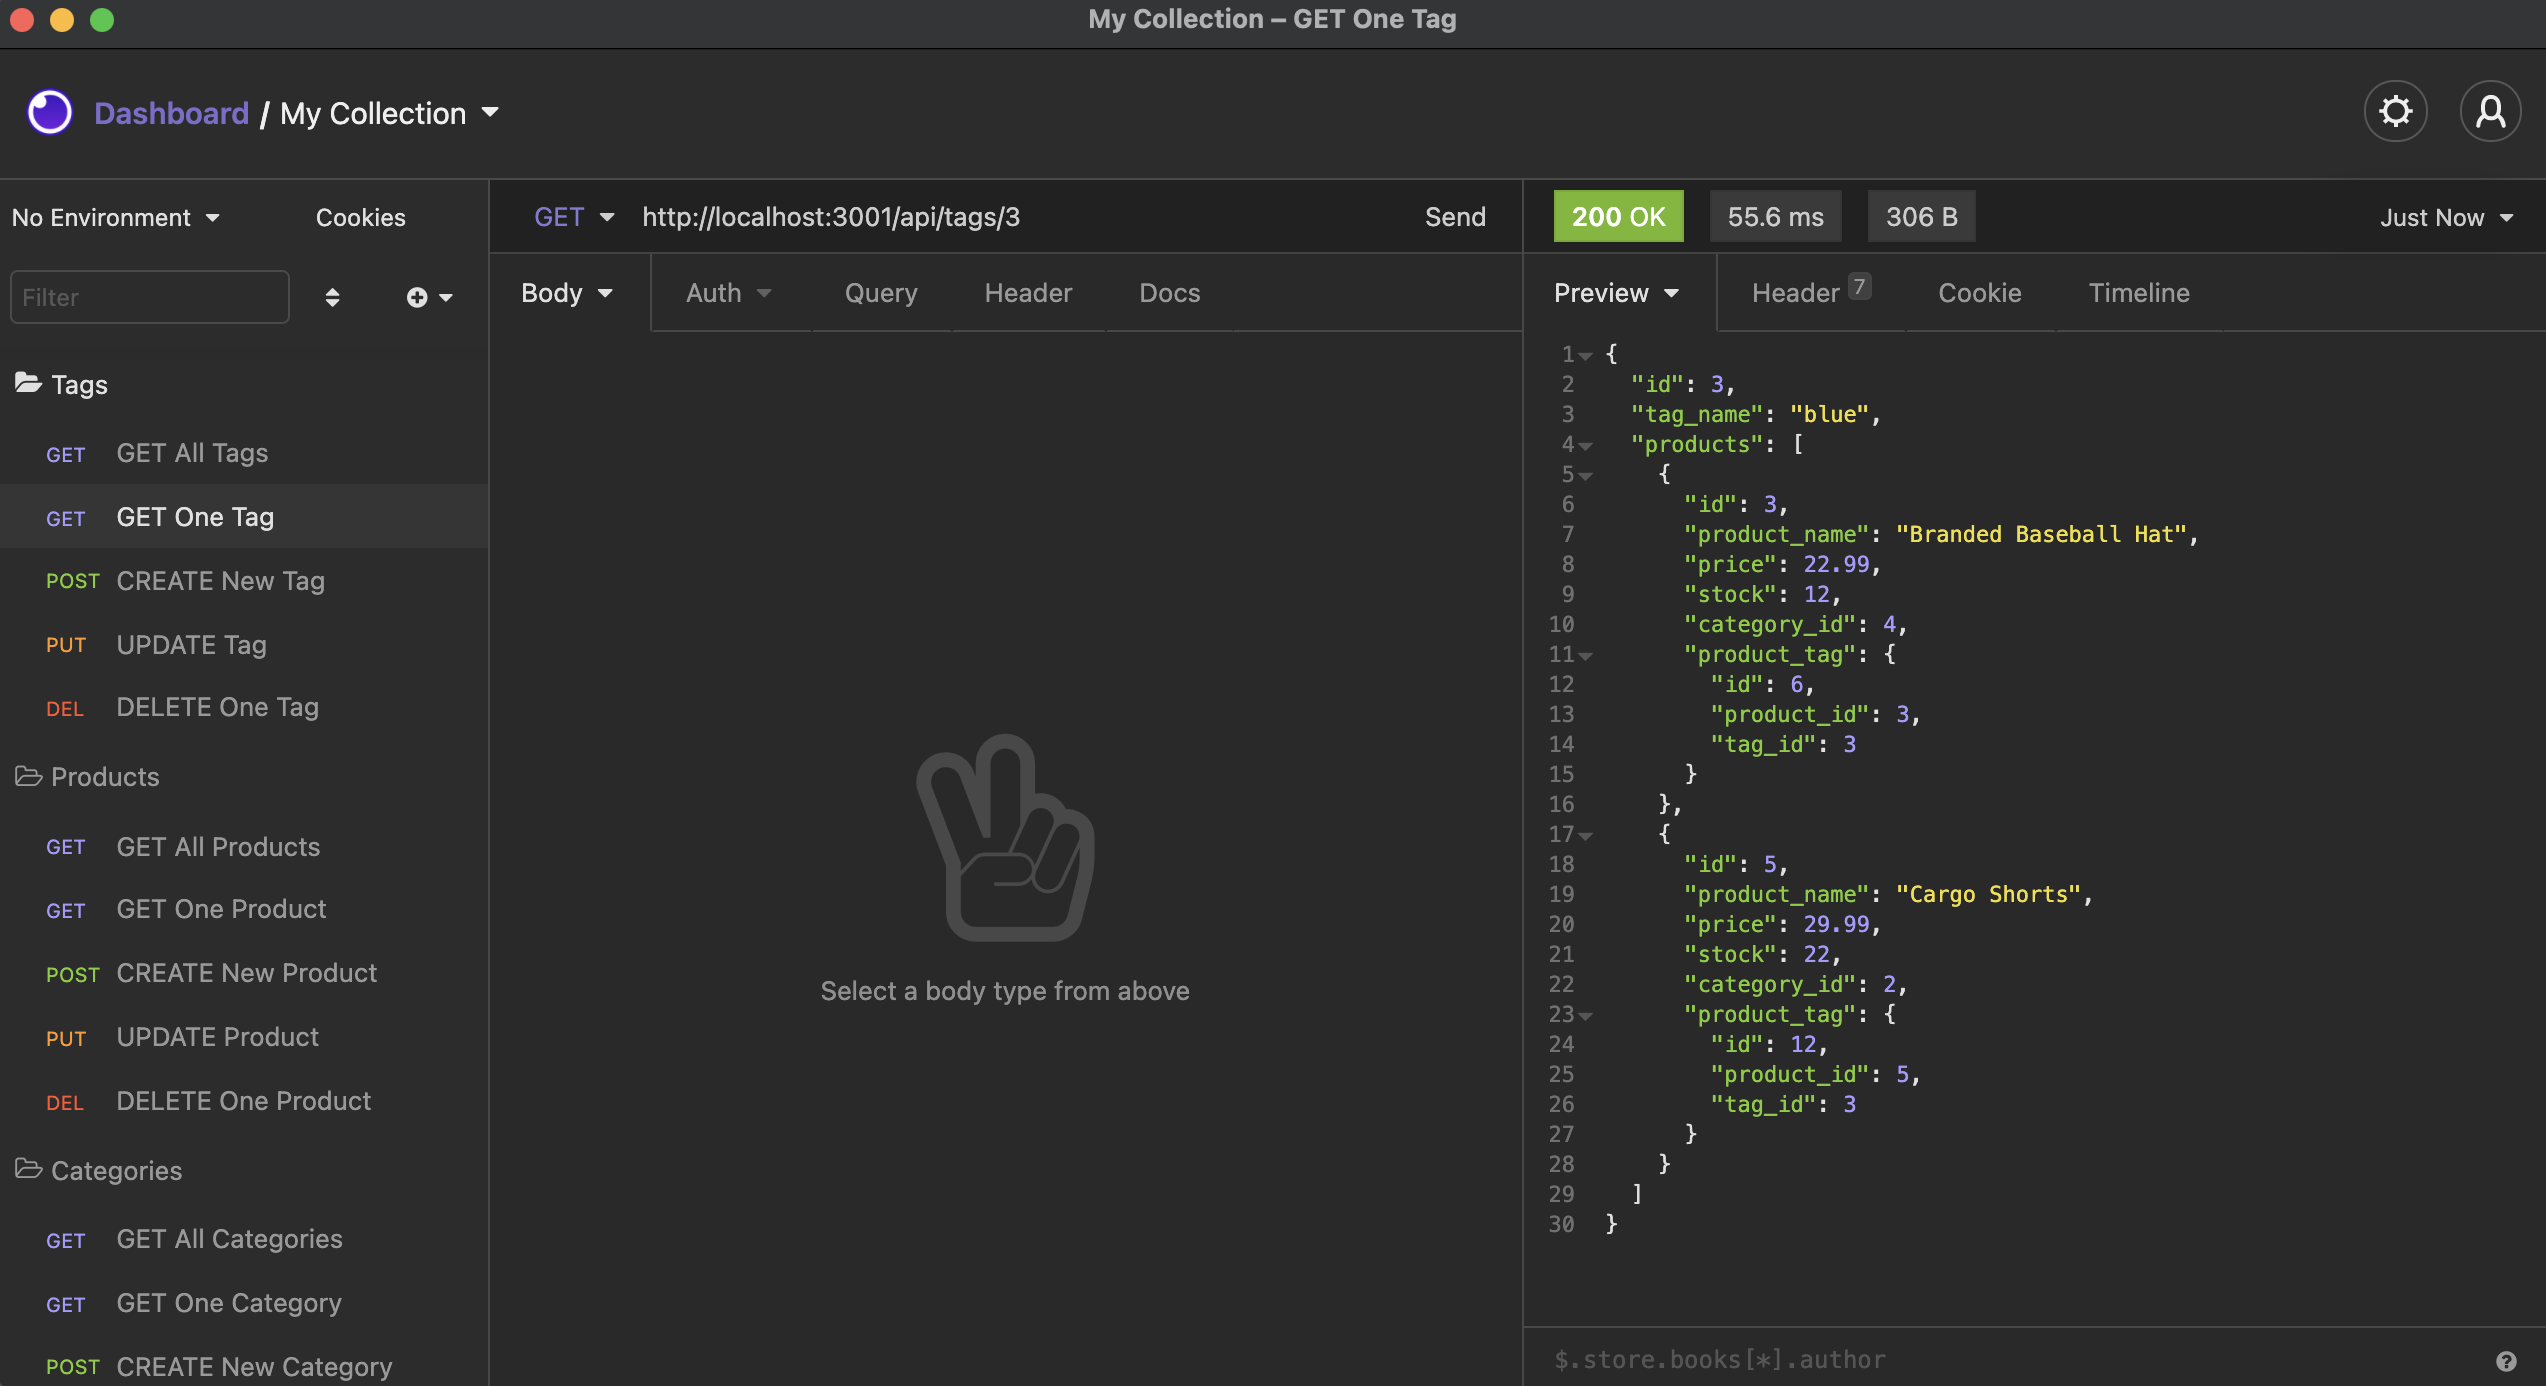 My Collection – GET One Tag
Dashboard / My Collection
No Environment
Cookies
Filter
Tags
GET GET All Tags
GET GET One Tag
POST CREATE New Tag
PUT UPDATE Tag
DEL DELETE One Tag
Products
GET GET All Products
GET GET One Product
POST CREATE New Product
PUT UPDATE Product
DEL DELETE One Product
Categories
GET GET All Categories
GET GET One Category
POST CREATE New Category
GET http://localhost:3001/api/tags/3 Send
Body Auth Query Header Docs
Select a body type from above
200 OK 55.6 ms 306 B Just Now
Preview Header 7 Cookie Timeline
1 {
2 "id": 3,
3 "tag_name": "blue",
4 "products": [
5 {
6 "id": 3,
7 "product_name": "Branded Baseball Hat",
8 "price": 22.99,
9 "stock": 12,
10 "category_id": 4,
11 "product_tag": {
12 "id": 6,
13 "product_id": 3,
14 "tag_id": 3
15 }
16 },
17 {
18 "id": 5,
19 "product_name": "Cargo Shorts",
20 "price": 29.99,
21 "stock": 22,
22 "category_id": 2,
23 "product_tag": {
24 "id": 12,
25 "product_id": 5,
26 "tag_id": 3
27 }
28 }
29 ]
30 }
$.store.books[*].author